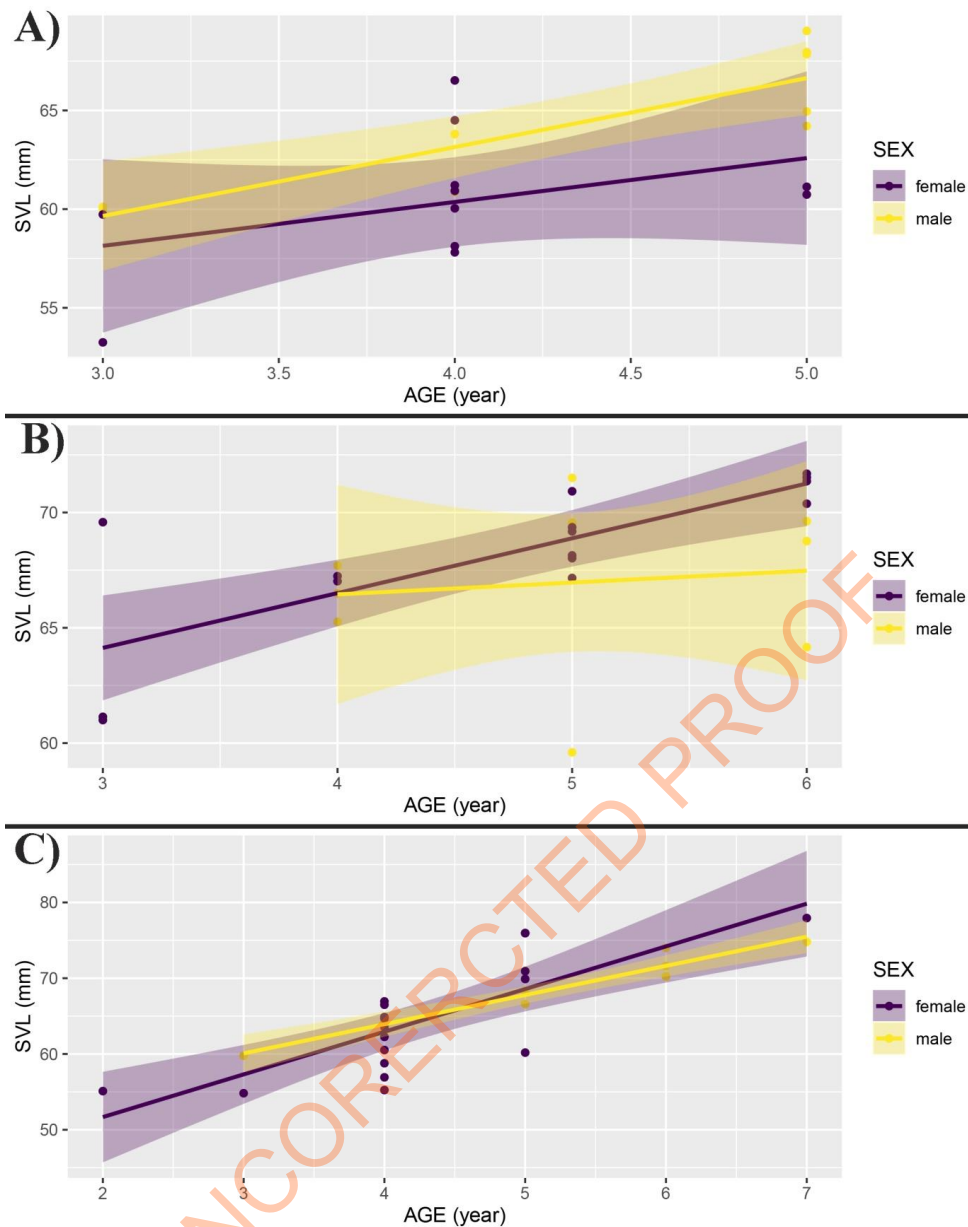 A)
65
60
55
SVL (mm)
3.0 3.5 4.0 4.5 5.0
AGE (year)
SEX
female
male
B)
70
65
60
SVL (mm)
3 4 5 6
AGE (year)
SEX
female
male
C)
80
70
60
50
SVL (mm)
2 3 4 5 6 7
AGE (year)
SEX
female
male
NCORERCTED PROOF